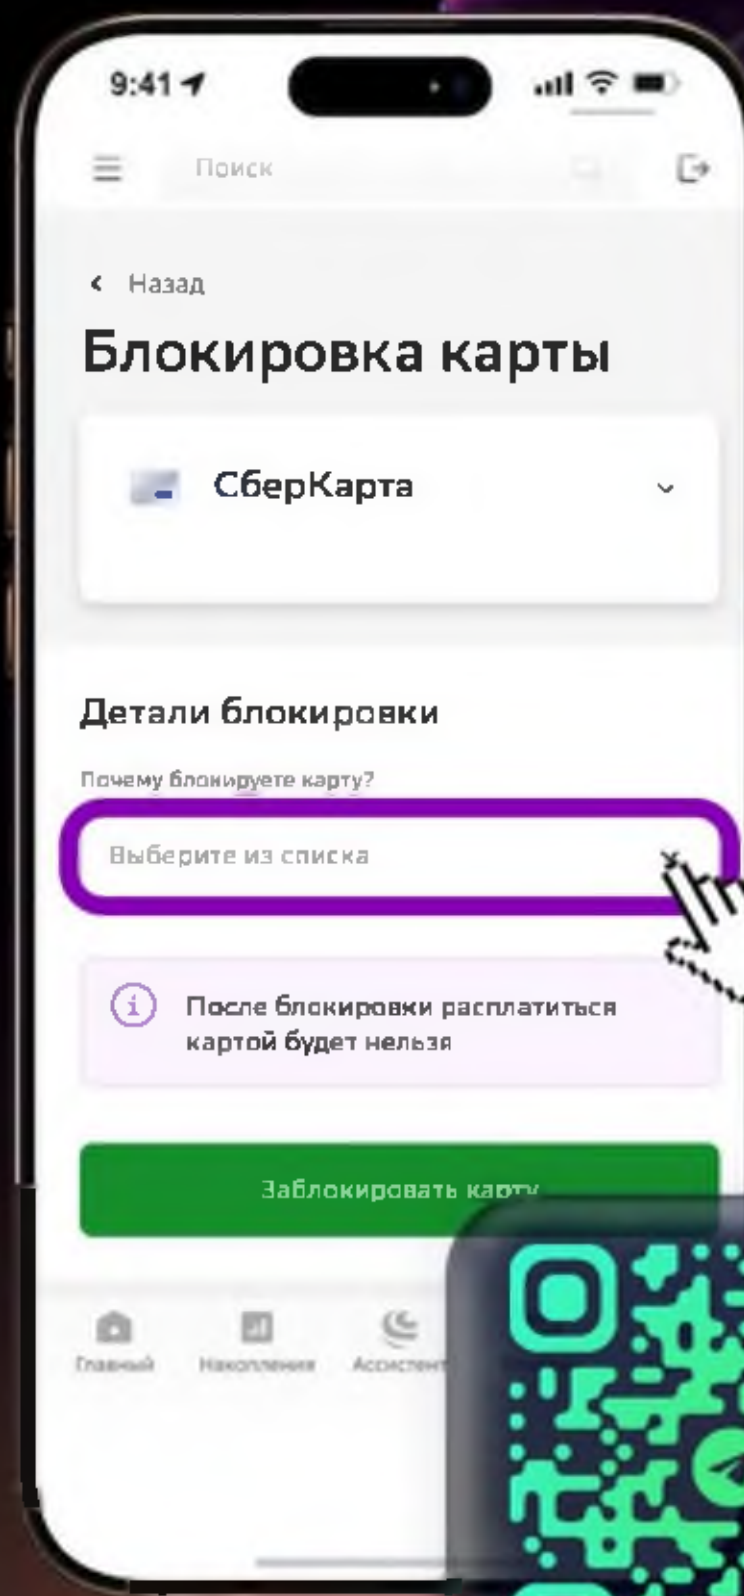 9:41
Поиск
Назад
Блокировка карты
СберКарта
Детали блокировки
Почему блокируете карту?
Выберите из списка
После блокировки расплатиться
картой будет нельзя
Заблокировать карту
Главный
Накопления
Ассистент